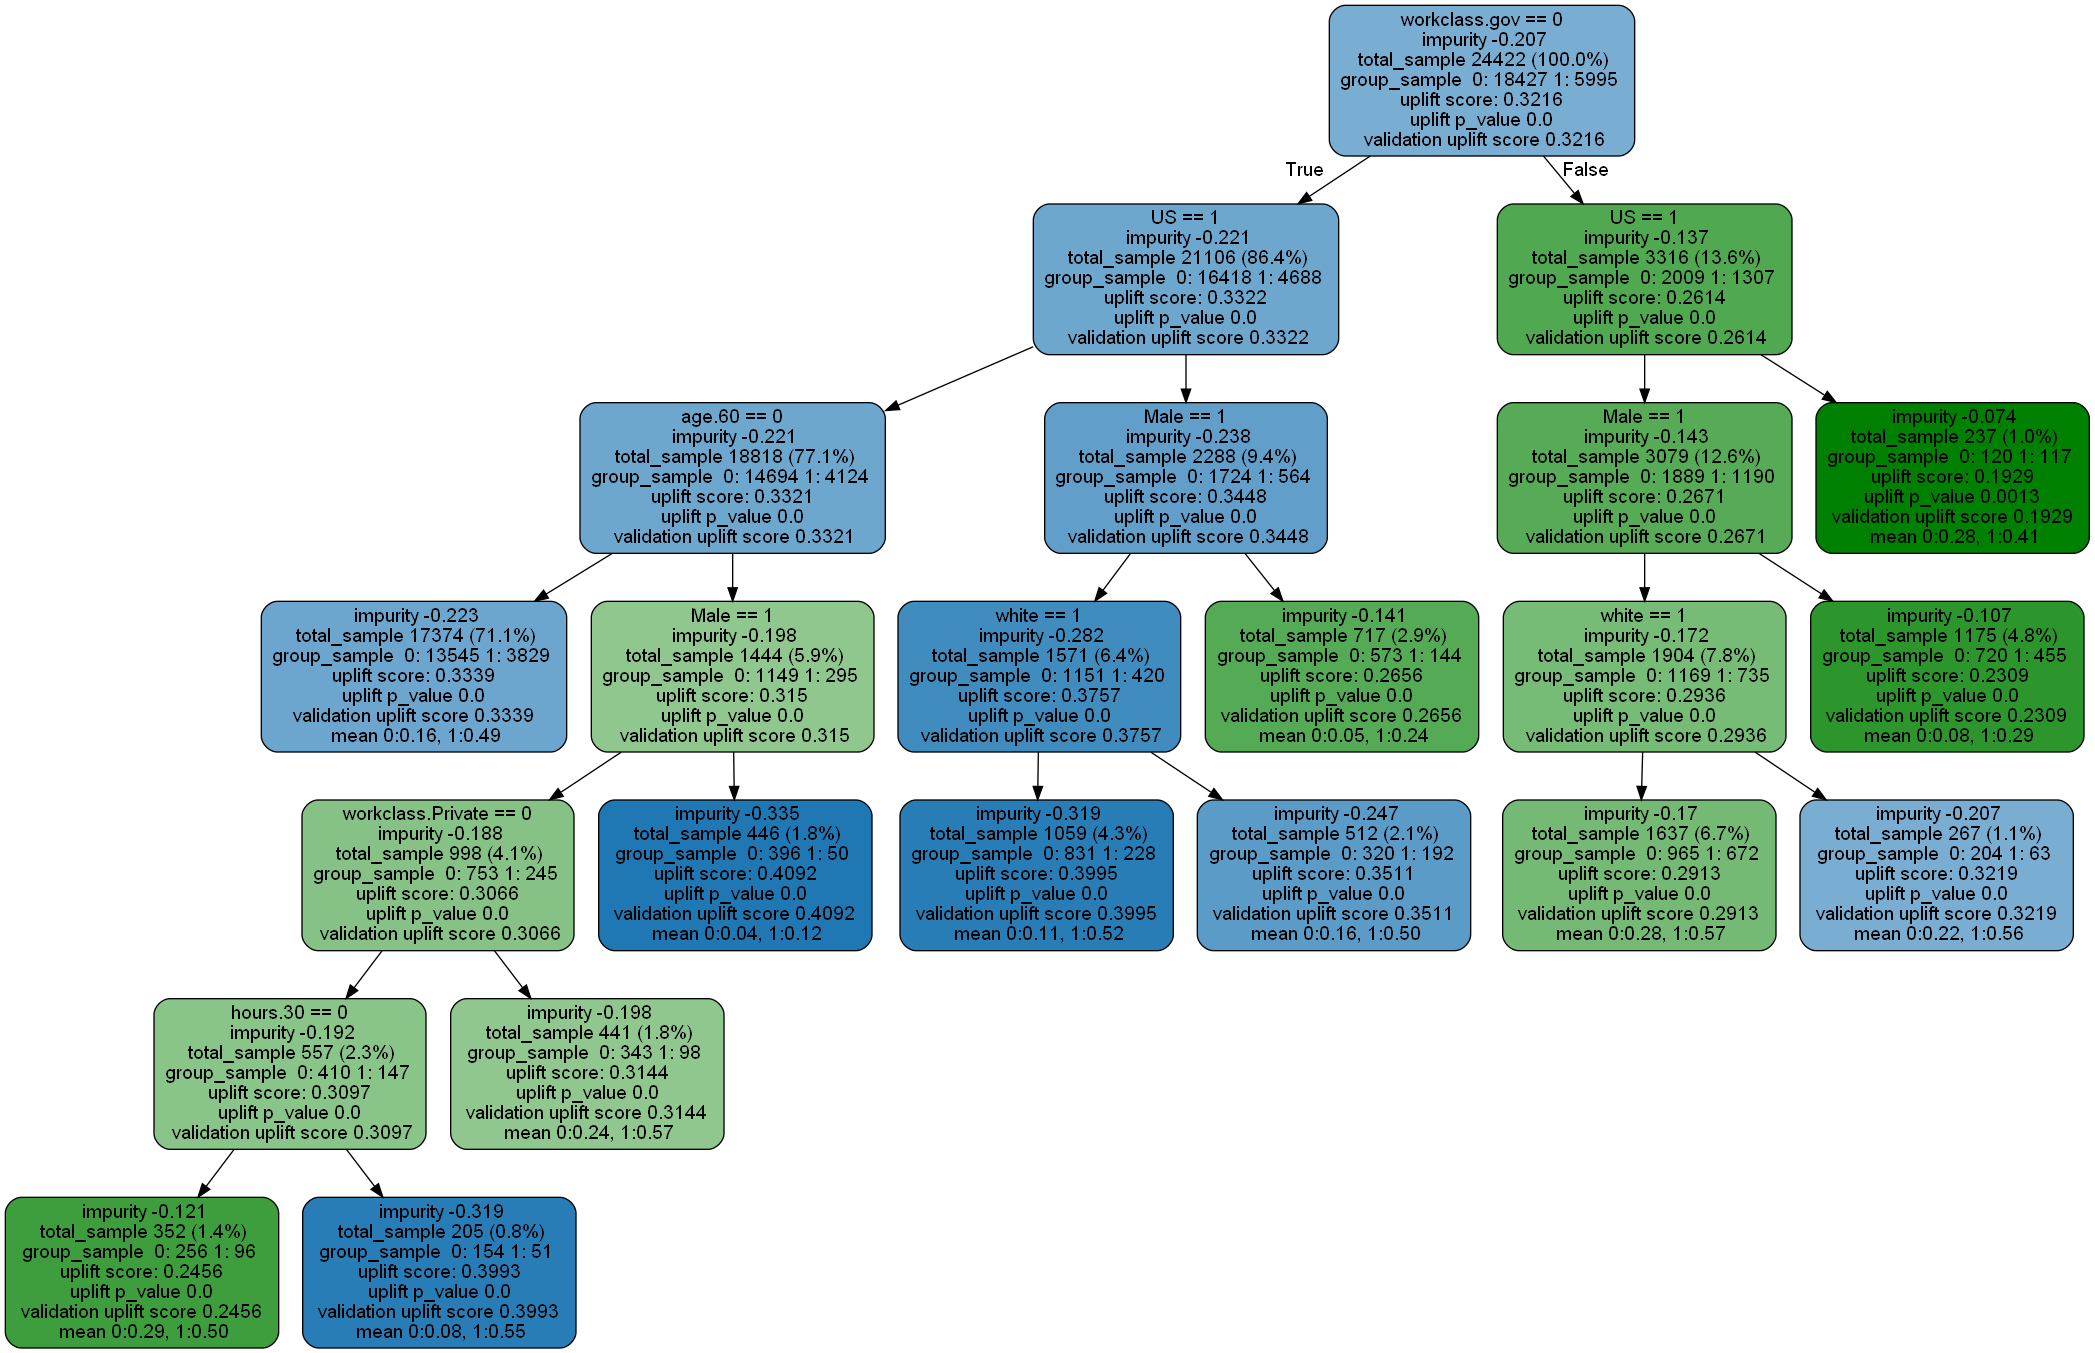 workclass.gov == 0
impurity -0.207
total_sample 24422 (100.0%)
group_sample  0: 18427 1: 5995
uplift score: 0.3216
uplift p_value 0.0
validation uplift score 0.3216
True
False
US == 1
impurity -0.221
total_sample 21106 (86.4%)
group_sample  0: 16418 1: 4688
uplift score: 0.3322
uplift p_value 0.0
validation uplift score 0.3322
US == 1
impurity -0.137
total_sample 3316 (13.6%)
group_sample  0: 2009 1: 1307
uplift score: 0.2614
uplift p_value 0.0
validation uplift score 0.2614
age.60 == 0
impurity -0.221
total_sample 18818 (77.1%)
group_sample  0: 14694 1: 4124
uplift score: 0.3321
uplift p_value 0.0
validation uplift score 0.3321
Male == 1
impurity -0.238
total_sample 2288 (9.4%)
group_sample  0: 1724 1: 564
uplift score: 0.3448
uplift p_value 0.0
validation uplift score 0.3448
Male == 1
impurity -0.143
total_sample 3079 (12.6%)
group_sample  0: 1889 1: 1190
uplift score: 0.2671
uplift p_value 0.0
validation uplift score 0.2671
impurity -0.074
total_sample 237 (1.0%)
group_sample  0: 120 1: 117
uplift score: 0.1929
uplift p_value 0.0013
validation uplift score 0.1929
mean 0:0.28, 1:0.41
impurity -0.223
total_sample 17374 (71.1%)
group_sample  0: 13545 1: 3829
uplift score: 0.3339
uplift p_value 0.0
validation uplift score 0.3339
mean 0:0.16, 1:0.49
Male == 1
impurity -0.198
total_sample 1444 (5.9%)
group_sample  0: 1149 1: 295
uplift score: 0.315
uplift p_value 0.0
validation uplift score 0.315
white == 1
impurity -0.282
total_sample 1571 (6.4%)
group_sample  0: 1151 1: 420
uplift score: 0.3757
uplift p_value 0.0
validation uplift score 0.3757
impurity -0.141
total_sample 717 (2.9%)
group_sample  0: 573 1: 144
uplift score: 0.2656
uplift p_value 0.0
validation uplift score 0.2656
mean 0:0.05, 1:0.24
white == 1
impurity -0.172
total_sample 1904 (7.8%)
group_sample  0: 1169 1: 735
uplift score: 0.2936
uplift p_value 0.0
validation uplift score 0.2936
impurity -0.107
total_sample 1175 (4.8%)
group_sample  0: 720 1: 455
uplift score: 0.2309
uplift p_value 0.0
validation uplift score 0.2309
mean 0:0.08, 1:0.29
workclass.Private == 0
impurity -0.188
total_sample 998 (4.1%)
group_sample  0: 753 1: 245
uplift score: 0.3066
uplift p_value 0.0
validation uplift score 0.3066
impurity -0.335
total_sample 446 (1.8%)
group_sample  0: 396 1: 50
uplift score: 0.4092
uplift p_value 0.0
validation uplift score 0.4092
mean 0:0.04, 1:0.12
impurity -0.319
total_sample 1059 (4.3%)
group_sample  0: 831 1: 228
uplift score: 0.3995
uplift p_value 0.0
validation uplift score 0.3995
mean 0:0.11, 1:0.52
impurity -0.247
total_sample 512 (2.1%)
group_sample  0: 320 1: 192
uplift score: 0.3511
uplift p_value 0.0
validation uplift score 0.3511
mean 0:0.16, 1:0.50
impurity -0.17
total_sample 1637 (6.7%)
group_sample  0: 965 1: 672
uplift score: 0.2913
uplift p_value 0.0
validation uplift score 0.2913
mean 0:0.28, 1:0.57
impurity -0.207
total_sample 267 (1.1%)
group_sample  0: 204 1: 63
uplift score: 0.3219
uplift p_value 0.0
validation uplift score 0.3219
mean 0:0.22, 1:0.56
hours.30 == 0
impurity -0.192
total_sample 557 (2.3%)
group_sample  0: 410 1: 147
uplift score: 0.3097
uplift p_value 0.0
validation uplift score 0.3097
impurity -0.198
total_sample 441 (1.8%)
group_sample  0: 343 1: 98
uplift score: 0.3144
uplift p_value 0.0
validation uplift score 0.3144
mean 0:0.24, 1:0.57
impurity -0.121
total_sample 352 (1.4%)
group_sample  0: 256 1: 96
uplift score: 0.2456
uplift p_value 0.0
validation uplift score 0.2456
mean 0:0.29, 1:0.50
impurity -0.319
total_sample 205 (0.8%)
group_sample  0: 154 1: 51
uplift score: 0.3993
uplift p_value 0.0
validation uplift score 0.3993
mean 0:0.08, 1:0.55